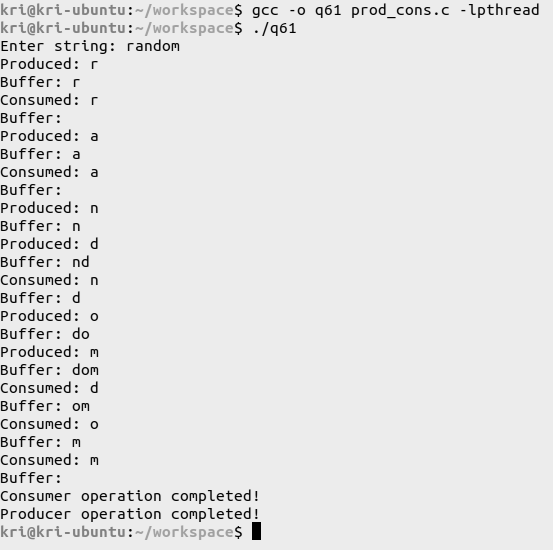 kri@kri-ubuntu:~/workspace$ gcc -o q61 prod_cons.c -lpthread
kri@kri-ubuntu:~/workspace$ ./q61
Enter string: random
Produced: r
Buffer: r
Consumed: r
Buffer:
Produced: a
Buffer: a
Consumed: a
Buffer:
Produced: n
Buffer: n
Produced: d
Buffer: nd
Consumed: n
Buffer: d
Produced: o
Buffer: do
Produced: m
Buffer: dom
Consumed: d
Buffer: om
Consumed: o
Buffer: m
Consumed: m
Buffer:
Consumer operation completed!
Producer operation completed!
kri@kri-ubuntu:~/workspace$